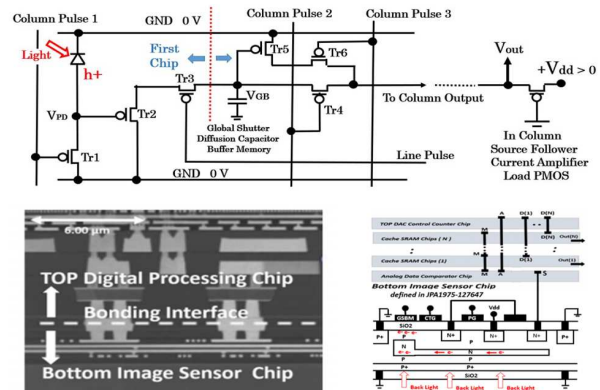 Column Pulse 1
GND 0 V
Column Pulse 2
Column Pulse 3
Light
h+
First
Chip
Tr5
Tr6
Vout
+Vdd > 0
Tr3
VPD
Tr2
VGB
Tr4
To Column Output
Global Shutter
Diffusion Capacitor
Buffer Memory
In Column
Source Follower
Current Amplifier
Load PMOS
Tr1
Line Pulse
GND 0 V
6.00 µm
TOP Digital Processing Chip
Bonding Interface
Bottom Image Sensor Chip
A D(1) D(N)
TOP DAC Control Counter Chip
M D(N) Out(N)
Cache SRAM Chips ( N )
Cache SRAM Chips (1) M D(1) Out(1)
Analog Data Comparator Chip M A S
Bottom Image Sensor Chip
defined in JPA1975-127647
GSBM CTG PG Vdd
SiO2
P+ P N+ N+ N+ P+
P
N
P
P+ P+
SiO2
Back Light Back Light Back Light